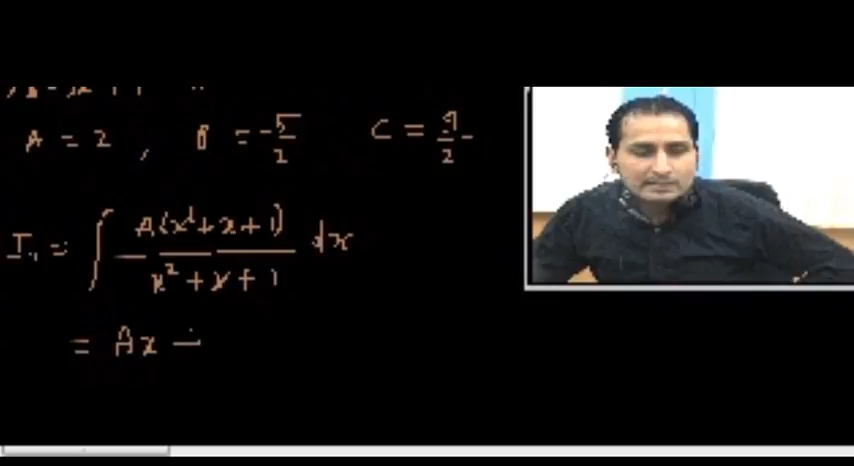 A = 2 , B = -5/2 C = 9/2
I₁ = ∫ A(x²+x+1) / x²+x+1 dx
= Ax +